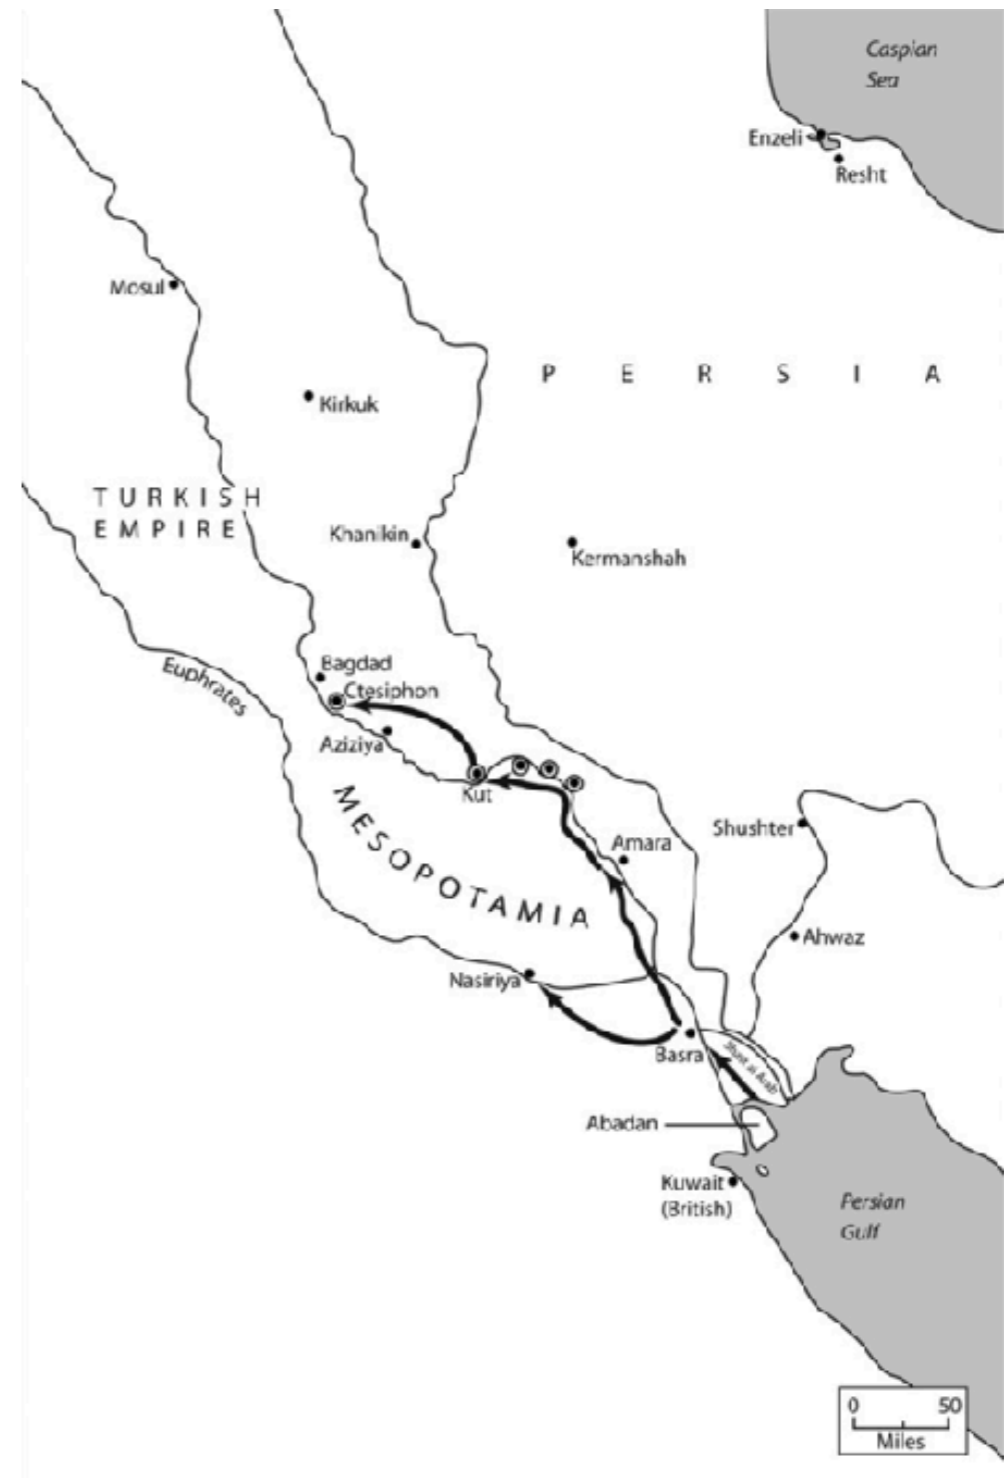 Caspian
Sea
Enzeli
Resht
Mosul
P E R S I A
Kirkuk
TURKISH
EMPIRE
Khanikin
Kermanshah
Bagdad
Euphrates
Ctesiphon
Aziziya
Kut
MESOPOTAMIA
Shushter
Amara
Ahwaz
Nasiriya
Basra
Shatt al Arab
Abadan
Kuwait
(British)
Persian
Gulf
0 50
Miles